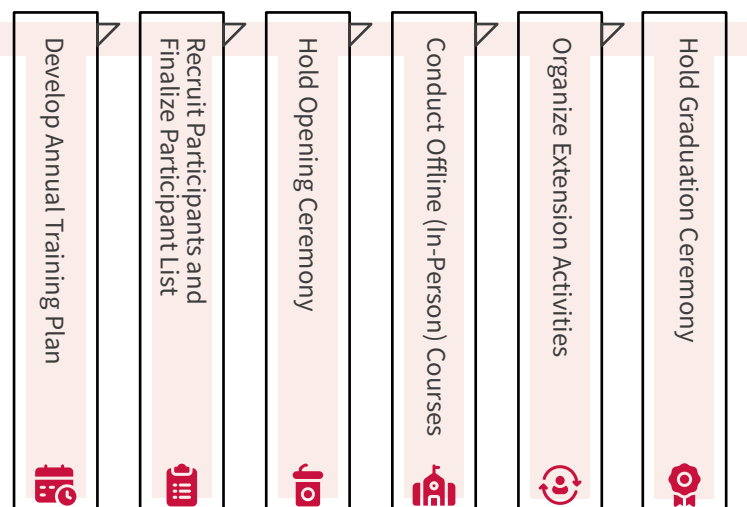 Develop Annual Training Plan
Recruit Participants and
Finalize Participant List
Hold Opening Ceremony
Conduct Offline (In-Person) Courses
Organize Extension Activities
Hold Graduation Ceremony